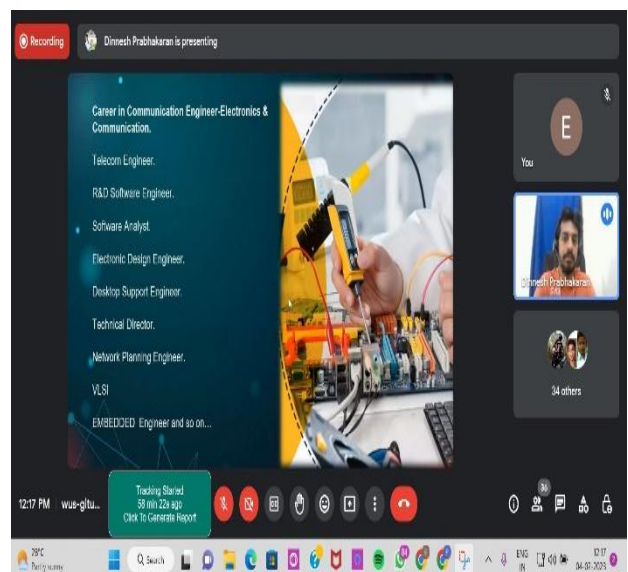 Recording
Dinnesh Prabhakaran is presenting
Career in Communication Engineer-Electronics &
Communication.
Telecom Engineer.
R&D Software Engineer.
Software Analyst.
Electronic Design Engineer.
Desktop Support Engineer.
Technical Director.
Network Planning Engineer.
VLSI
EMBEDDED Engineer and so on...
E
You
Dinnesh Prabhakaran
34 others
12:17 PM
Tracking Started
58 min 22s ago
Click To Generate Report
36
Partly sunny
Search
ENG
IN
12:17